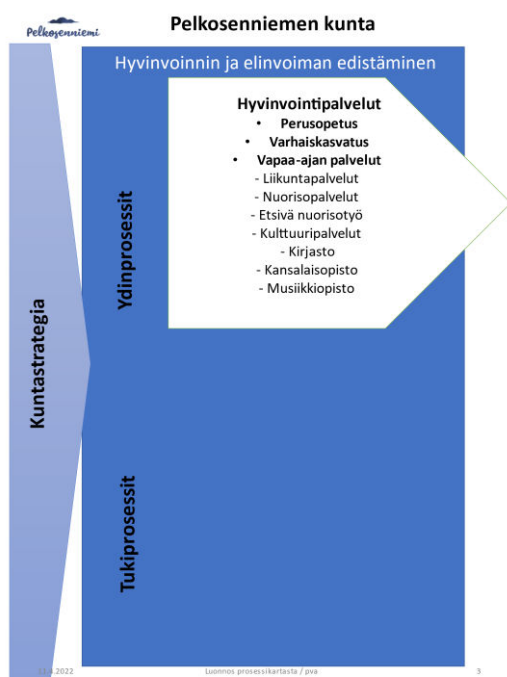 Pelkosenniemi
Pelkosenniemen kunta
Hyvinvoinnin ja elinvoiman edistäminen
Hyvinvointipalvelut
• Perusopetus
• Varhaiskasvatus
• Vapaa-ajan palvelut
- Liikuntapalvelut
- Nuorisopalvelut
- Etsivä nuorisotyö
- Kulttuuripalvelut
- Kirjasto
- Kansalaisopisto
- Musiikkiopisto
Ydinprosessit
Kuntastrategia
Tukiprosessit
.2022
Luonnos prosessikartasta / pva
3